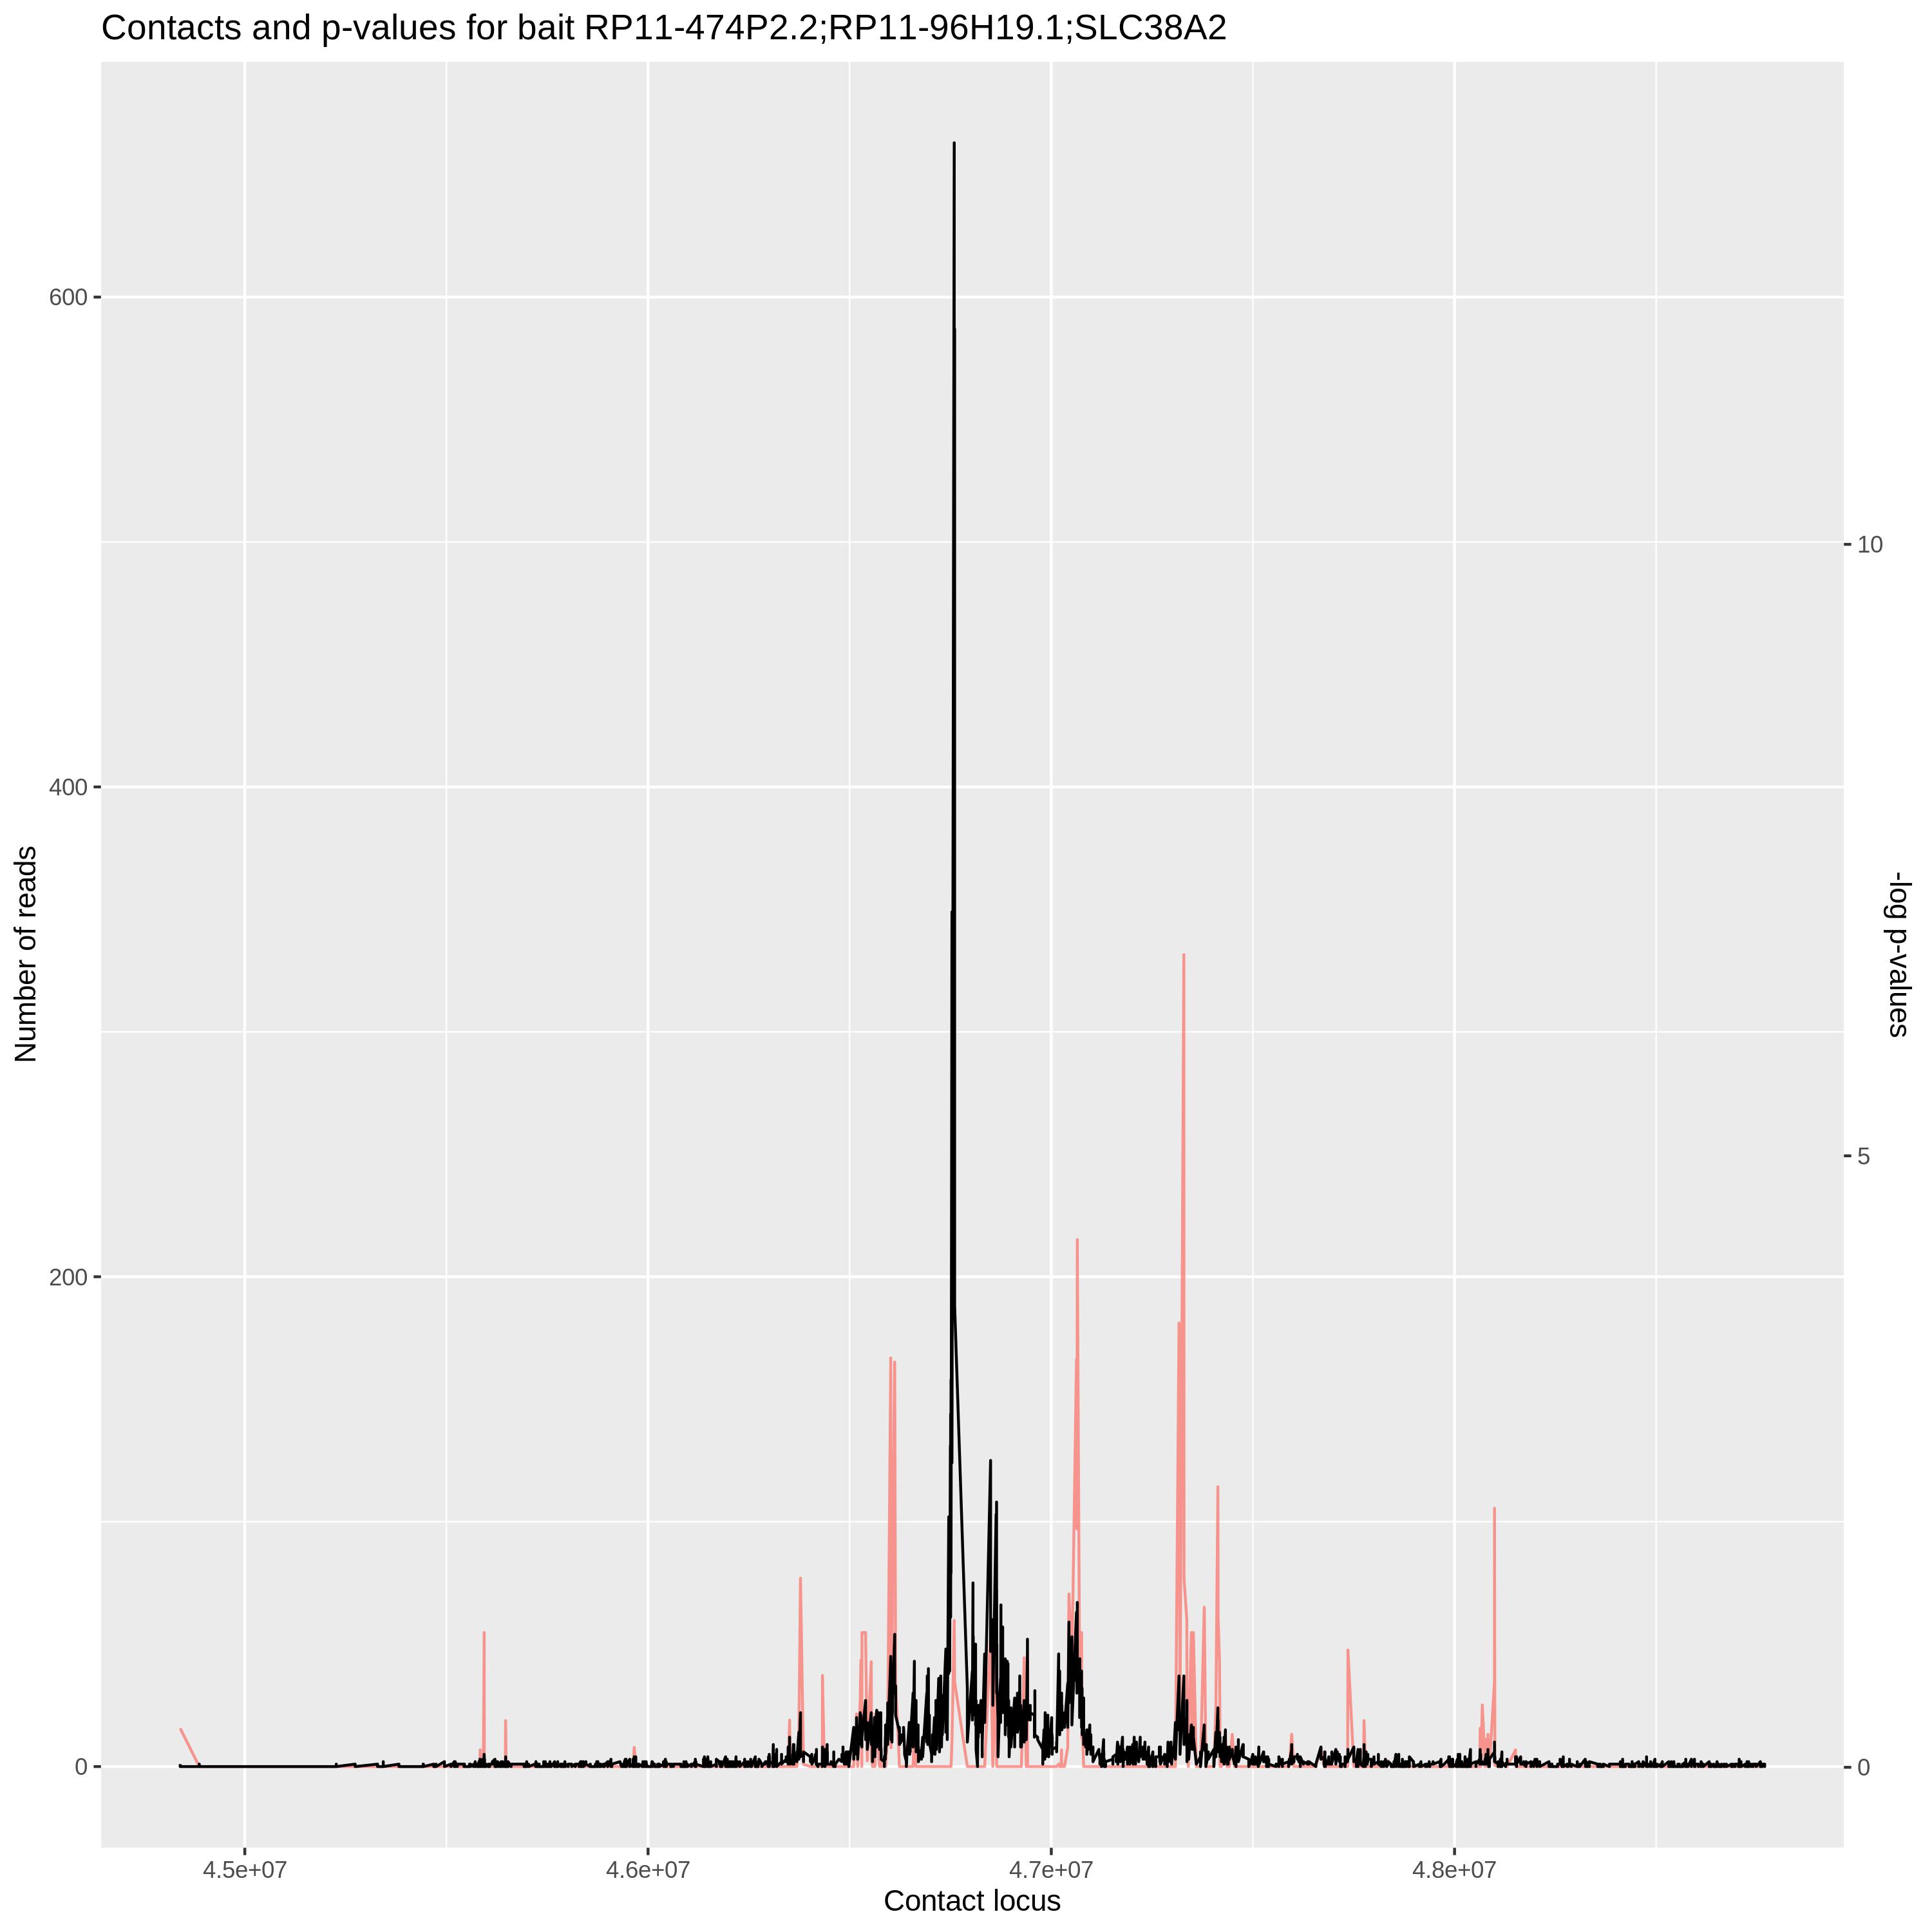 Contacts and p-values for bait RP11-474P2.2;RP11-96H19.1;SLC38A2
600
400
200
0
Number of reads
10
5
0
-log p-values
4.5e+07
4.6e+07
4.7e+07
4.8e+07
Contact locus